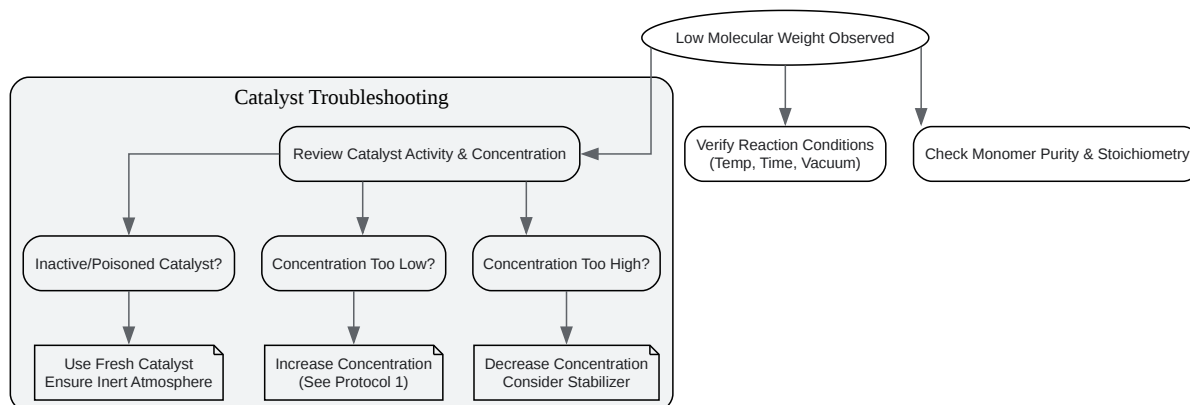 Low Molecular Weight Observed
Catalyst Troubleshooting
Review Catalyst Activity & Concentration
Verify Reaction Conditions
(Temp, Time, Vacuum)
Check Monomer Purity & Stoichiometry
Inactive/Poisoned Catalyst?
Concentration Too Low?
Concentration Too High?
Use Fresh Catalyst
Ensure Inert Atmosphere
Increase Concentration
(See Protocol 1)
Decrease Concentration
Consider Stabilizer